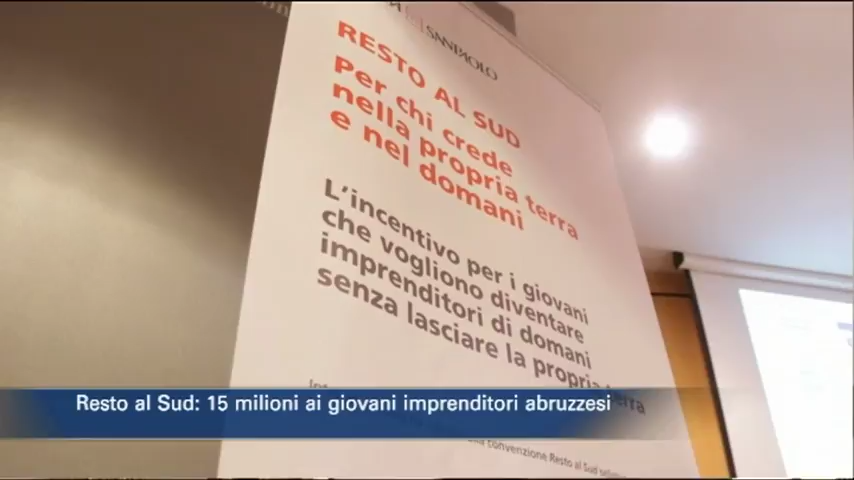 SANPAOLO
RESTO AL SUD
Per chi crede
nella propria terra
e nel domani
L'incentivo per i giovani
che vogliono diventare
imprenditori di domani
senza lasciare la propria terra
Resto al Sud: 15 milioni ai giovani imprenditori abruzzesi
convenzione Resto al Sud